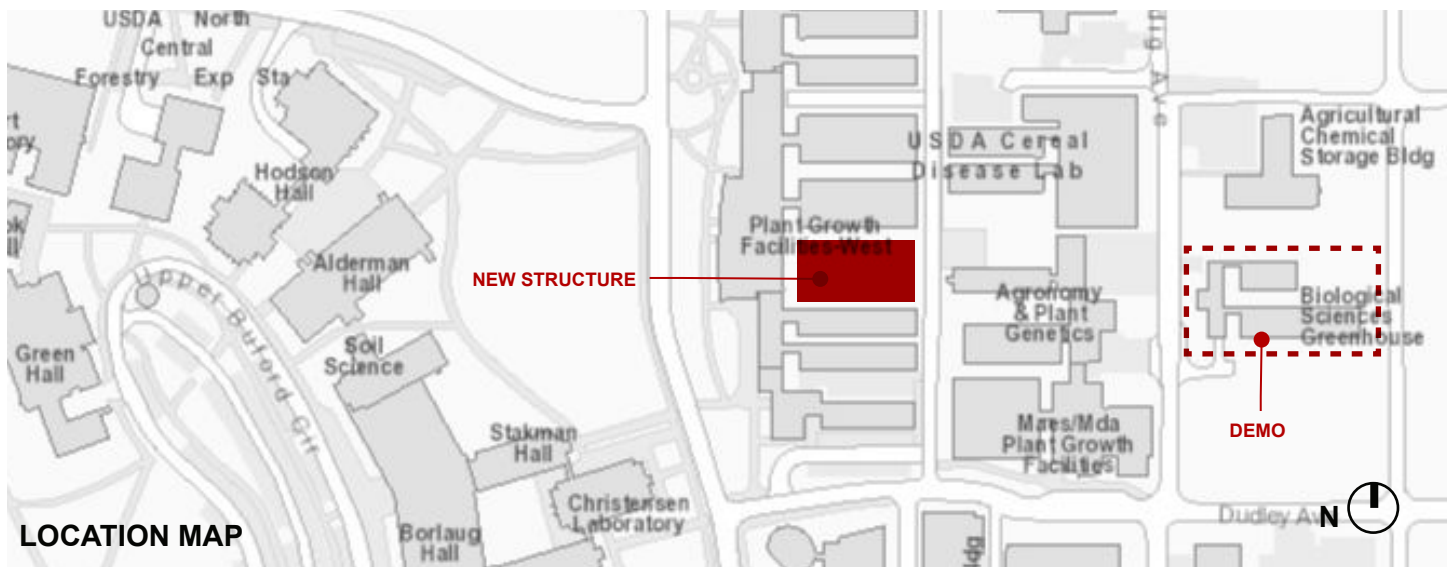 USDA North
Central
Forestry Exp Sta
Hodson
Hall
Alderman
Hall
Upper Buford Cir
Green
Hall
Soil
Science
Stakman
Hall
Christensen
Laboratory
Borlaug
Hall
LOCATION MAP
NEW STRUCTURE
Plant Growth
Facilities-West
USDA Cereal
Disease Lab
Agronomy
& Plant
Genetics
Maes/Mda
Plant Growth
Facilities
Ave
Agricultural
Chemical
Storage Bldg
Biological
Sciences
Greenhouse
DEMO
Dudley Av
N